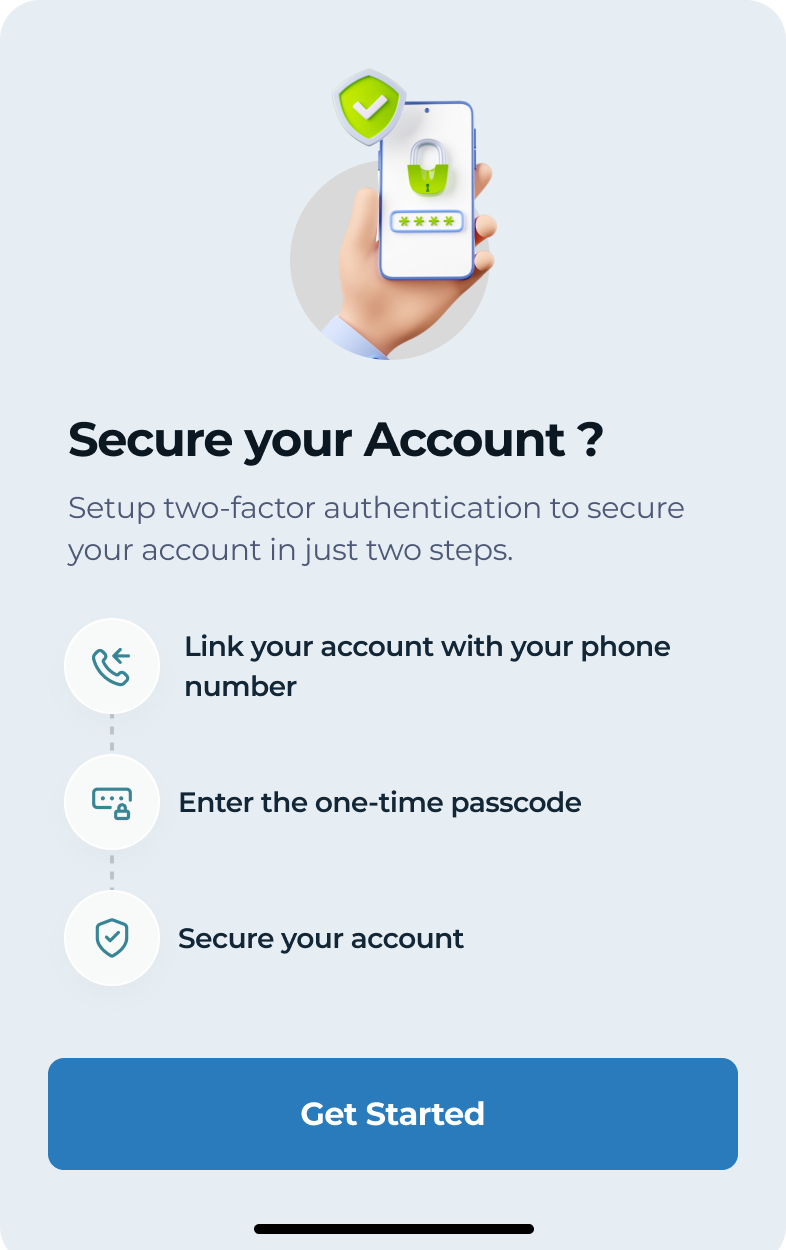 ****
Secure your Account ?
Setup two-factor authentication to secure
your account in just two steps.
Link your account with your phone
number
Enter the one-time passcode
Secure your account
Get Started